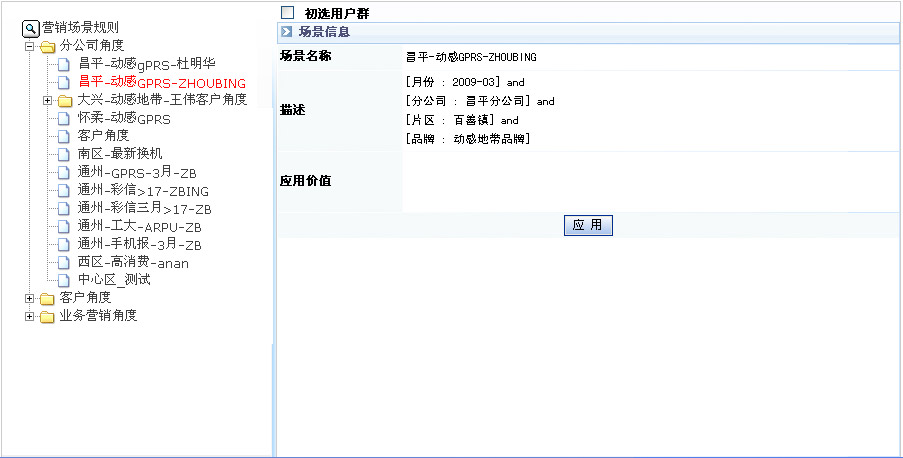 营销场景规则
分公司角度
昌平-动感gPRS-杜明华
昌平-动感GPRS-ZHOUBING
大兴-动感地带-王伟客户角度
怀柔-动感GPRS
客户角度
南区-最新换机
通州-GPRS-3月-ZB
通州-彩信>17-ZBING
通州-彩信三月>17-ZB
通州-工大-ARPU-ZB
通州-手机报-3月-ZB
西区-高消费-anan
中心区_测试
客户角度
业务营销角度
初选用户群
场景信息
场景名称 昌平-动感GPRS-ZHOUBING
描述
[月份 : 2009-03] and
[分公司 : 昌平分公司] and
[片区 : 百善镇] and
[品牌 : 动感地带品牌]
应用价值
应 用